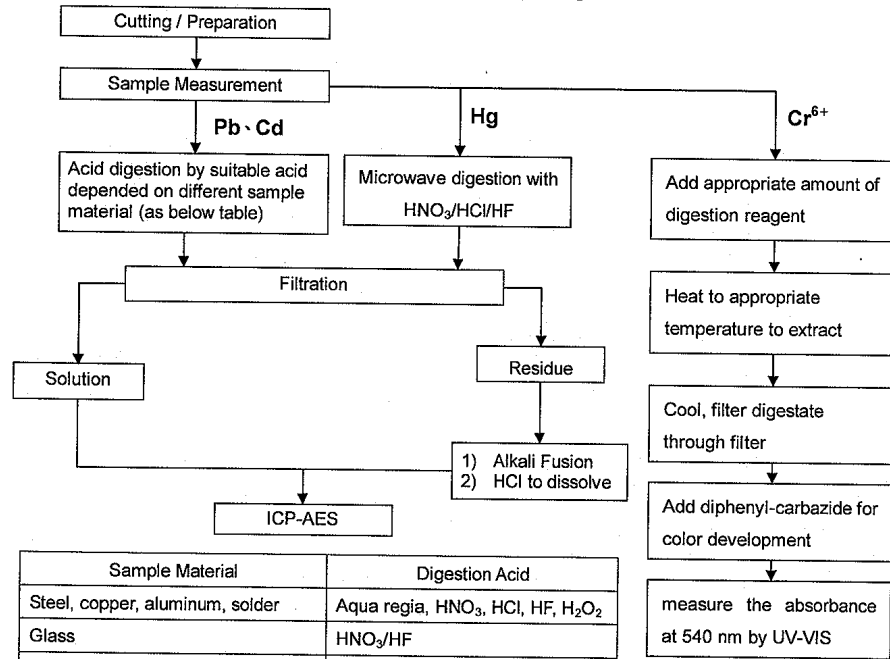 Cutting / Preparation
Sample Measurement
Pb、Cd
Hg
Cr⁶⁺
Acid digestion by suitable acid
depended on different sample
material (as below table)
Microwave digestion with
HNO₃/HCl/HF
Add appropriate amount of
digestion reagent
Filtration
Heat to appropriate
temperature to extract
Solution
Residue
Cool, filter digestate
through filter
1) Alkali Fusion
2) HCl to dissolve
ICP-AES
Add diphenyl-carbazide for
color development
measure the absorbance
at 540 nm by UV-VIS
Sample Material Digestion Acid
Steel, copper, aluminum, solder Aqua regia, HNO₃, HCl, HF, H₂O₂
Glass HNO₃/HF